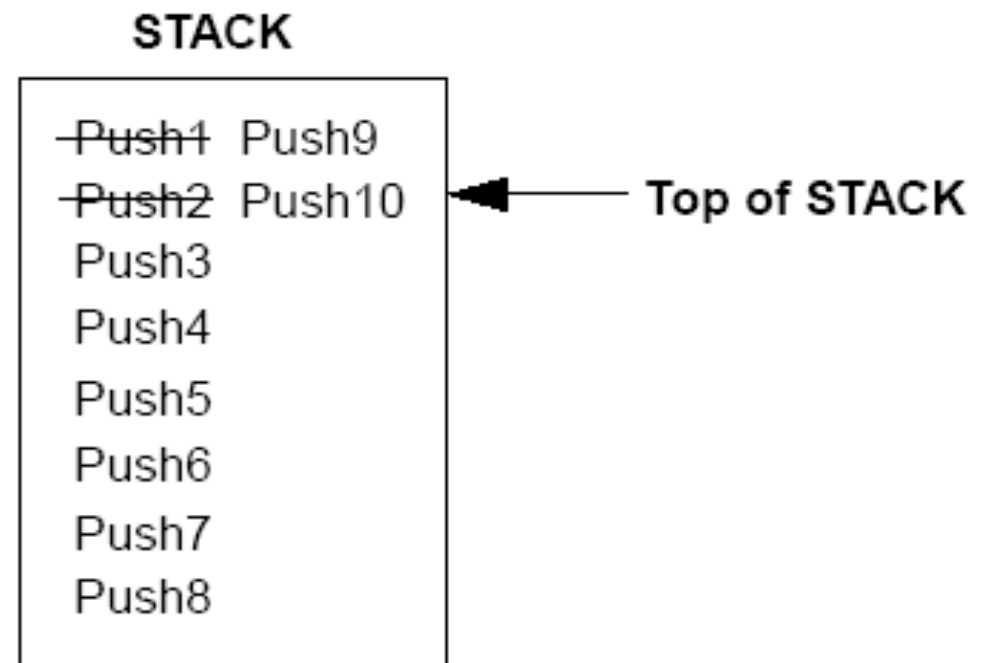 STACK
Push1 Push9
Push2 Push10
Top of STACK
Push3
Push4
Push5
Push6
Push7
Push8